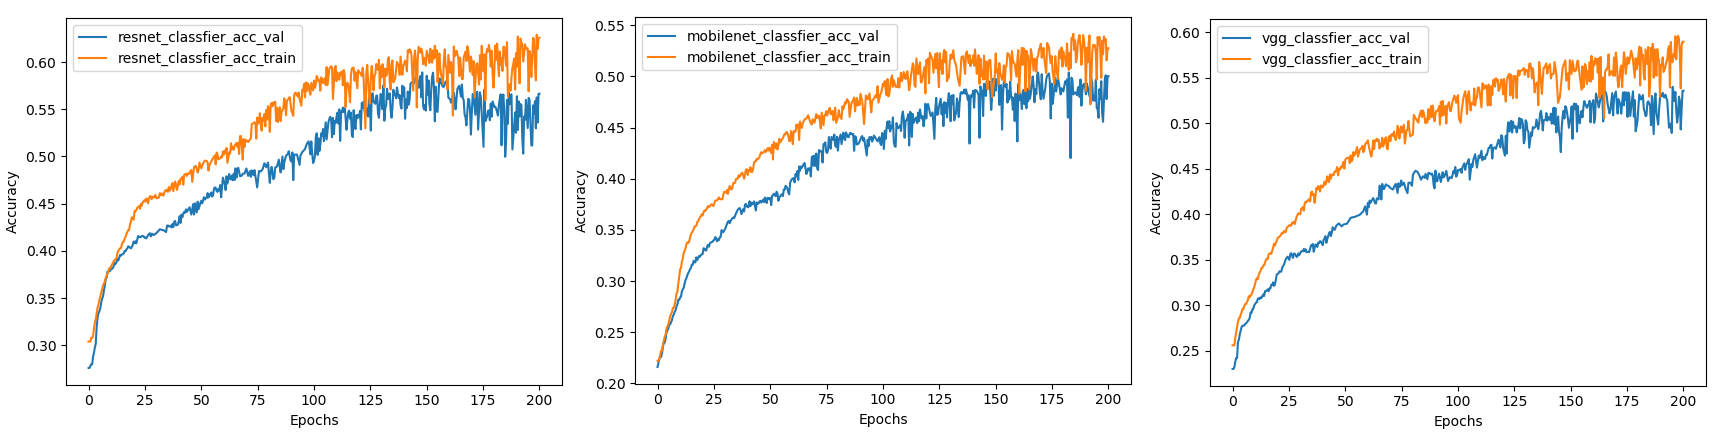 resnet_classfier_acc_val
resnet_classfier_acc_train
0.60
0.55
0.50
0.45
0.40
0.35
0.30
Accuracy
0 25 50 75 100 125 150 175 200
Epochs
mobilenet_classfier_acc_val
mobilenet_classfier_acc_train
0.55
0.50
0.45
0.40
0.35
0.30
0.25
0.20
Accuracy
0 25 50 75 100 125 150 175 200
Epochs
vgg_classfier_acc_val
vgg_classfier_acc_train
0.60
0.55
0.50
0.45
0.40
0.35
0.30
0.25
Accuracy
0 25 50 75 100 125 150 175 200
Epochs